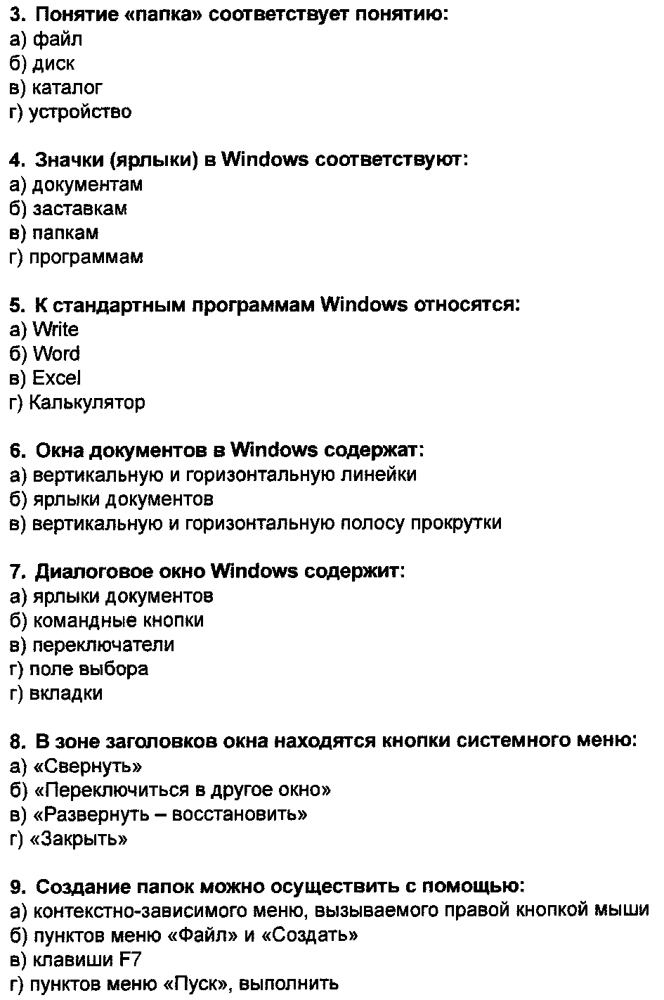 3. Понятие «папка» соответствует понятию:
а) файл
б) диск
в) каталог
г) устройство
4. Значки (ярлыки) в Windows соответствуют:
а) документам
б) заставкам
в) папкам
г) программам
5. К стандартным программам Windows относятся:
а) Write
б) Word
в) Excel
г) Калькулятор
6. Окна документов в Windows содержат:
а) вертикальную и горизонтальную линейки
б) ярлыки документов
в) вертикальную и горизонтальную полосу прокрутки
7. Диалоговое окно Windows содержит:
а) ярлыки документов
б) командные кнопки
в) переключатели
г) поле выбора
г) вкладки
8. В зоне заголовков окна находятся кнопки системного меню:
а) «Свернуть»
б) «Переключиться в другое окно»
в) «Развернуть – восстановить»
г) «Закрыть»
9. Создание папок можно осуществить с помощью:
а) контекстно-зависимого меню, вызываемого правой кнопкой мыши
б) пунктов меню «Файл» и «Создать»
в) клавиши F7
г) пунктов меню «Пуск», выполнить